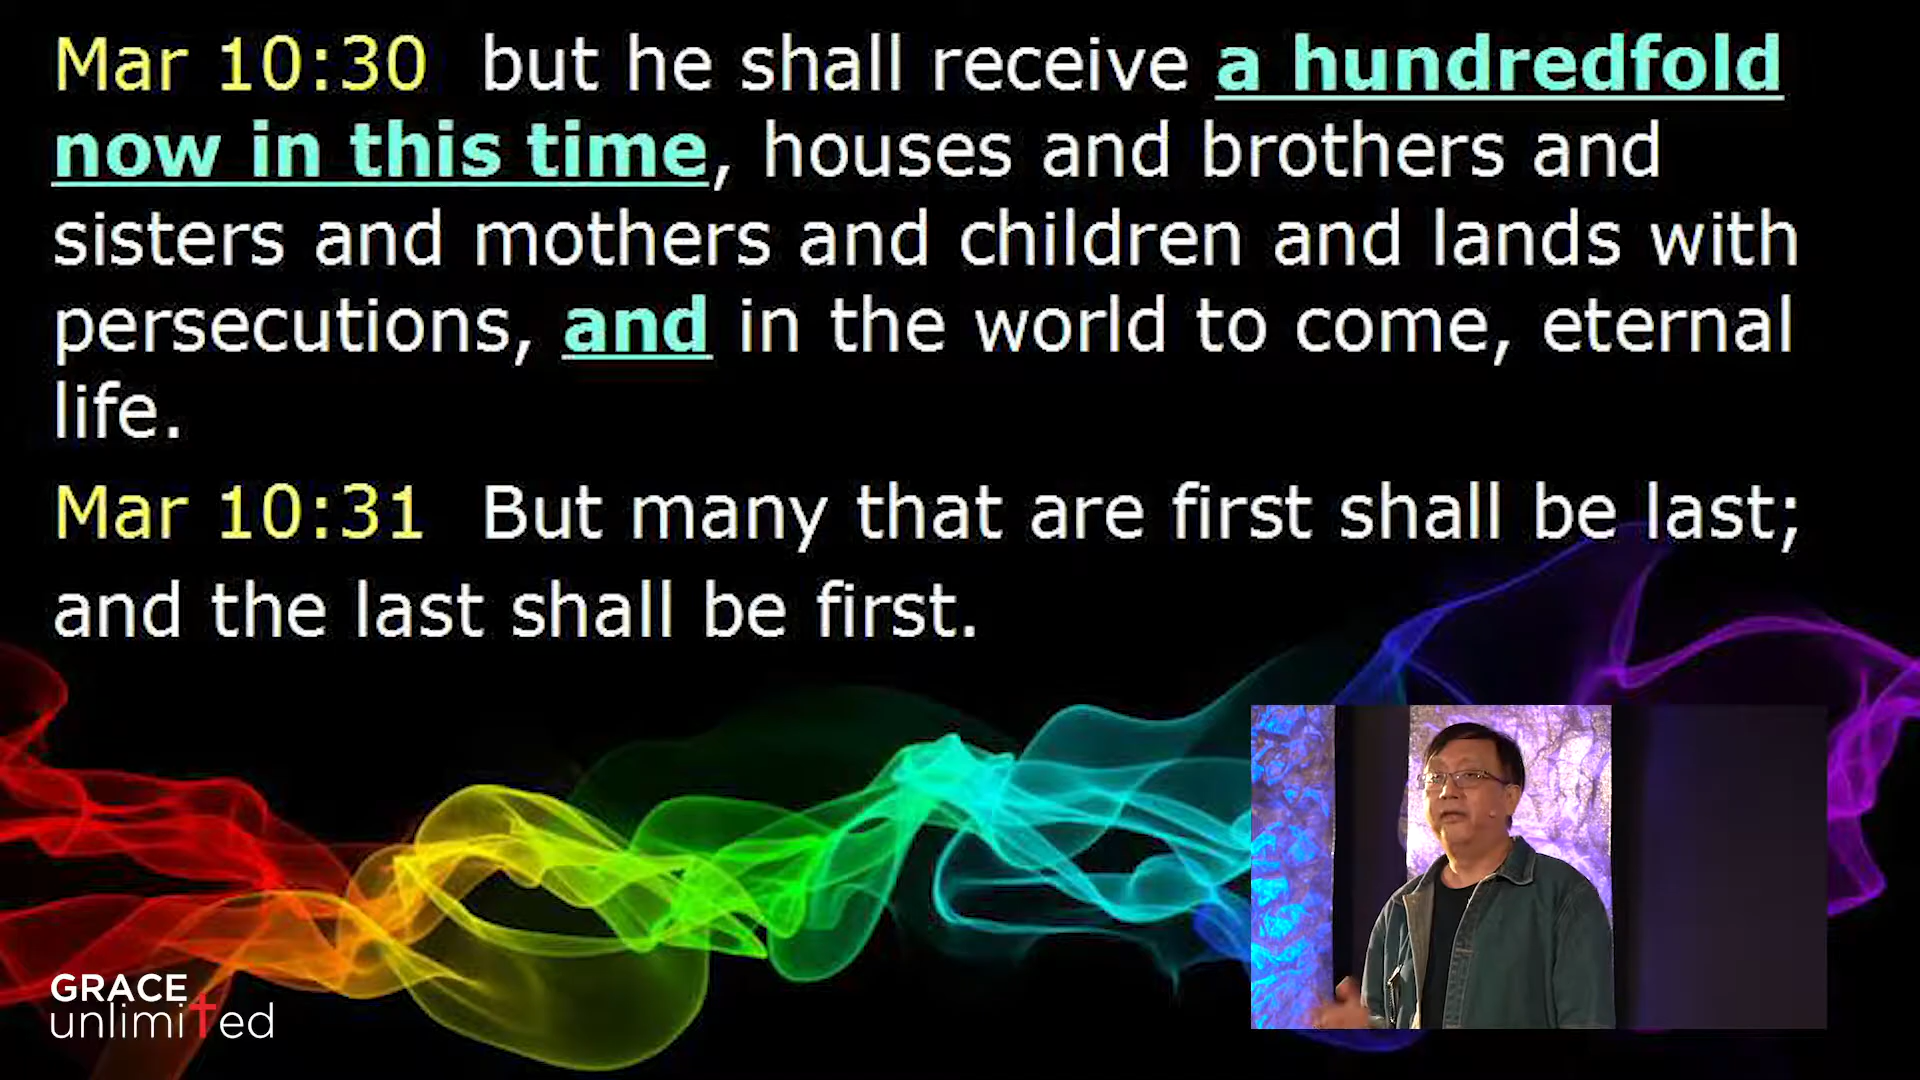 Mar 10:30 but he shall receive a hundredfold
now in this time, houses and brothers and
sisters and mothers and children and lands with
persecutions, and in the world to come, eternal
life.
Mar 10:31 But many that are first shall be last;
and the last shall be first.
GRACE
unlimited